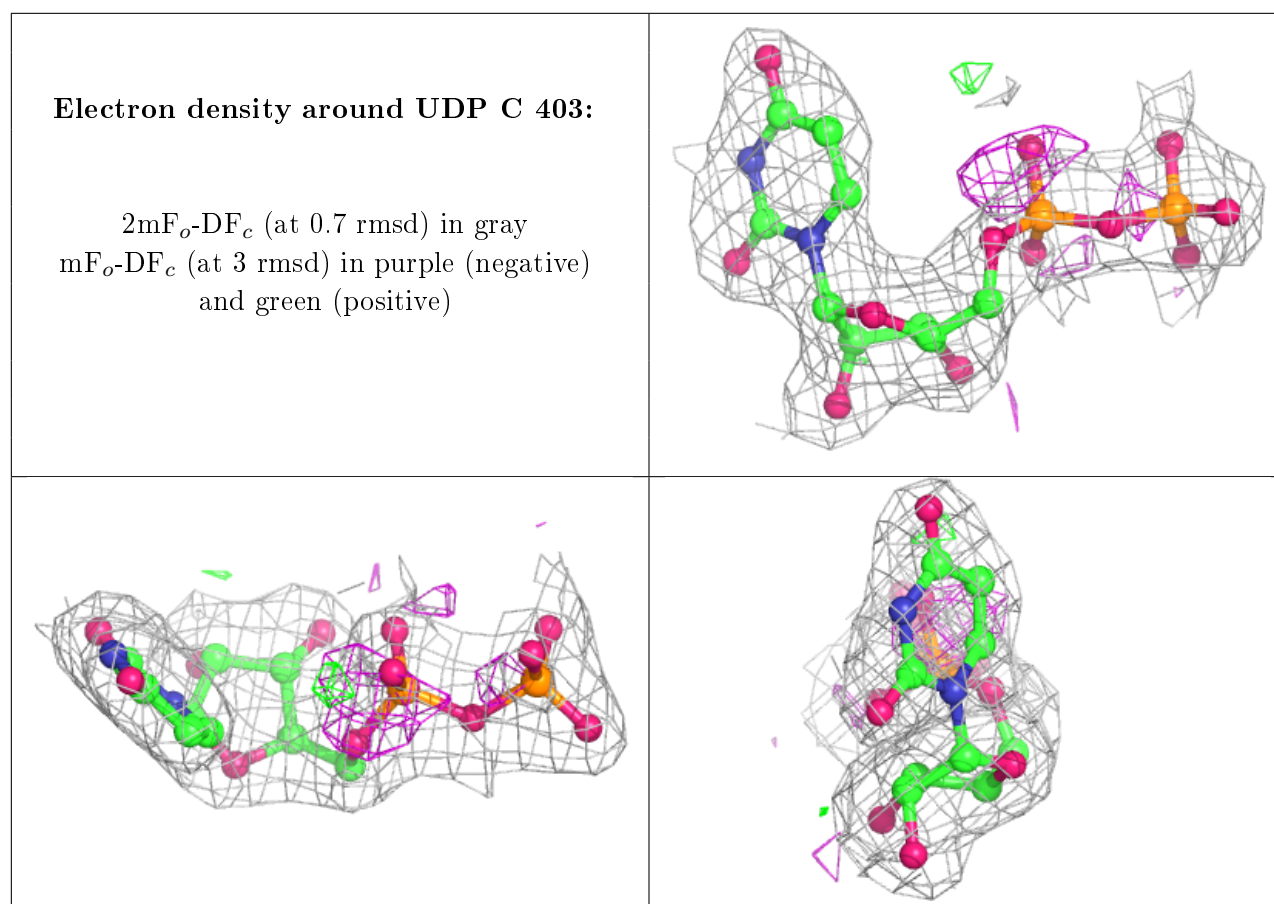 Electron density around UDP C 403:
2mFo-DFc (at 0.7 rmsd) in gray
mFo-DFc (at 3 rmsd) in purple (negative)
and green (positive)